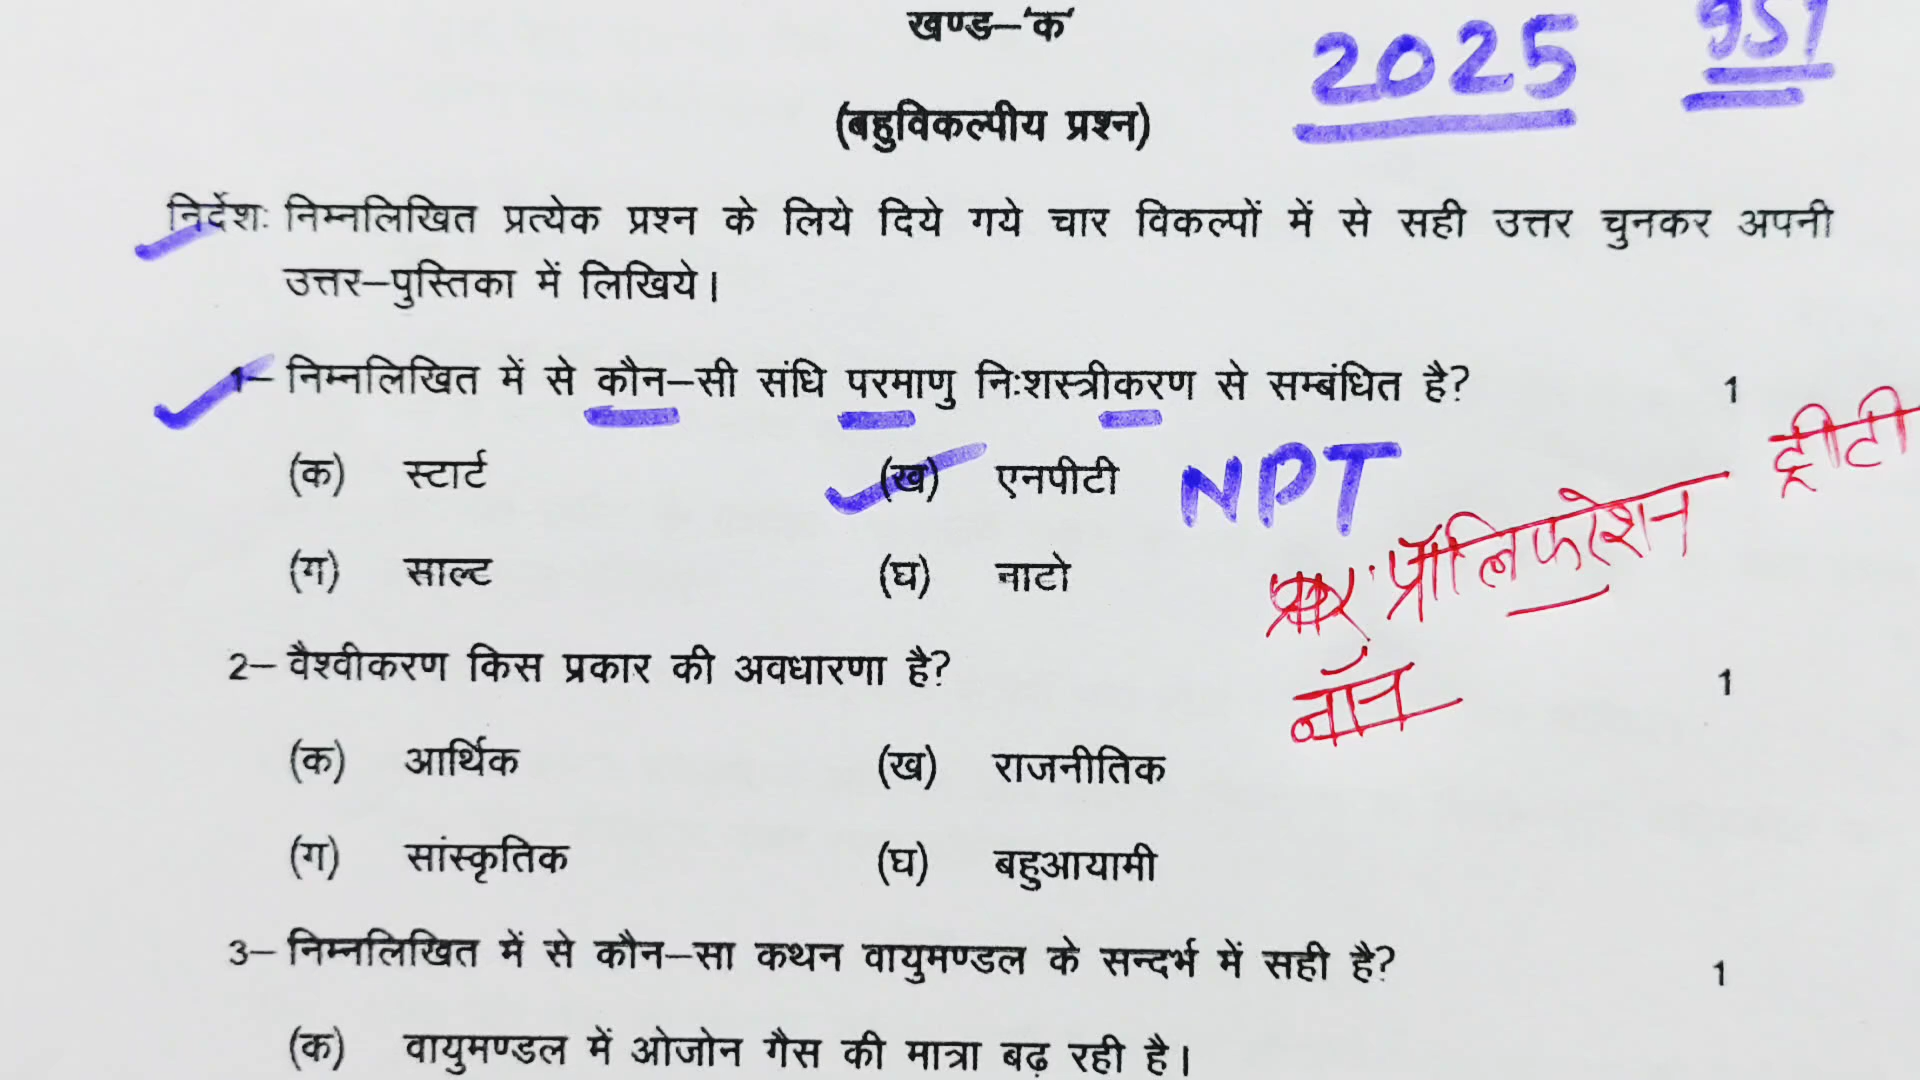 खण्ड–'क'
2025
951
(बहुविकल्पीय प्रश्न)
निर्देशः निम्नलिखित प्रत्येक प्रश्न के लिये दिये गये चार विकल्पों में से सही उत्तर चुनकर अपनी
उत्तर–पुस्तिका में लिखिये।
1– निम्नलिखित में से कौन–सी संधि परमाणु निःशस्त्रीकरण से सम्बंधित है? 1
(क) स्टार्ट (ख) एनपीटी NPT
ट्रीटी
प्रॉलिफरेशन
(ग) साल्ट (घ) नाटो
नॉन
2– वैश्वीकरण किस प्रकार की अवधारणा है? 1
(क) आर्थिक (ख) राजनीतिक
(ग) सांस्कृतिक (घ) बहुआयामी
3– निम्नलिखित में से कौन–सा कथन वायुमण्डल के सन्दर्भ में सही है? 1
(क) वायुमण्डल में ओजोन गैस की मात्रा बढ़ रही है।